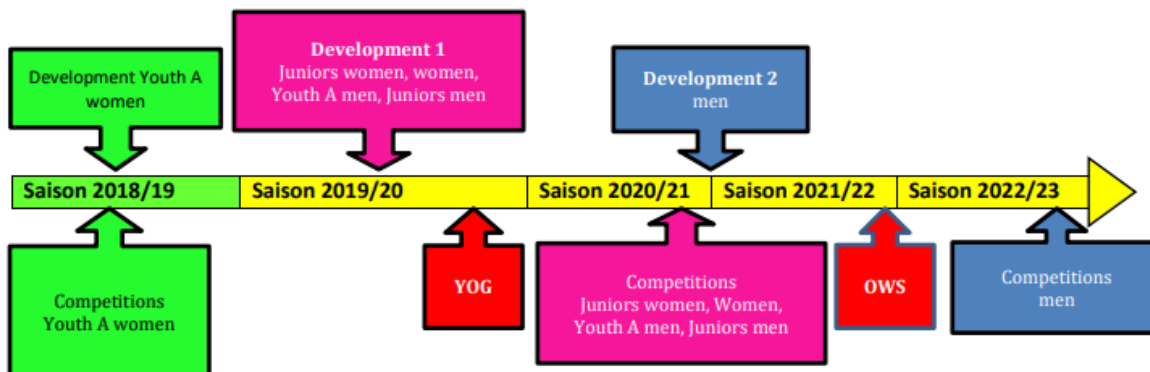 Development Youth A
women
Development 1
Juniors women, women,
Youth A men, Juniors men
Development 2
men
Saison 2018/19
Saison 2019/20
Saison 2020/21
Saison 2021/22
Saison 2022/23
Competitions
Youth A women
YOG
Competitions
Juniors women, Women,
Youth A men, Juniors men
OWS
Competitions
men